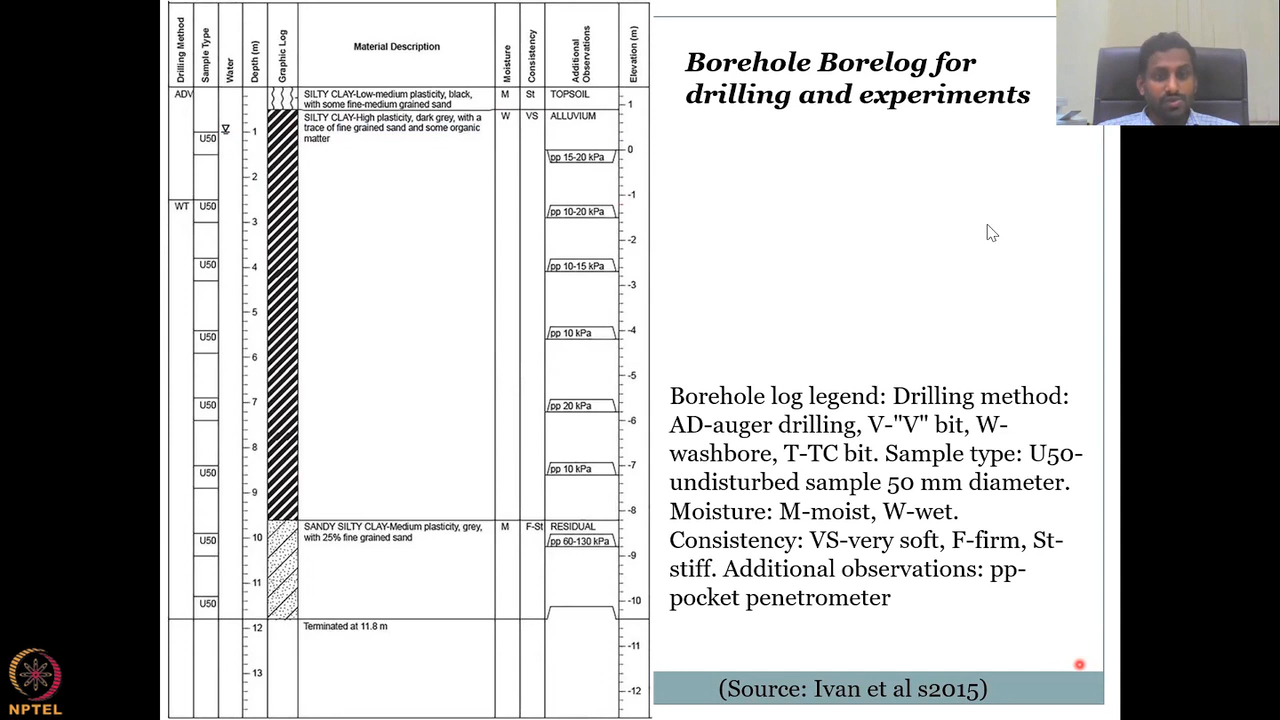 Drilling Method
Sample Type
Water
Depth (m)
Graphic Log
Material Description
Moisture
Consistency
Additional
Observations
Elevation (m)
ADV
SILTY CLAY-Low-medium plasticity, black,
with some fine-medium grained sand
M
St
TOPSOIL
1
SILTY CLAY-High plasticity, dark grey, with a
trace of fine grained sand and some organic
matter
W
VS
ALLUVIUM
U50
1
0
pp 15-20 kPa
2
-1
WT
U50
pp 10-20 kPa
3
-2
U50
4
pp 10-15 kPa
-3
5
-4
U50
pp 10 kPa
6
-5
U50
7
pp 20 kPa
-6
8
-7
U50
pp 10 kPa
9
-8
SANDY SILTY CLAY-Medium plasticity, grey,
with 25% fine grained sand
M
F-St
RESIDUAL
U50
10
pp 60-130 kPa
-9
11
-10
U50
12
Terminated at 11.8 m
-11
13
-12
Borehole Borelog for
drilling and experiments
Borehole log legend: Drilling method:
AD-auger drilling, V-"V" bit, W-
washbore, T-TC bit. Sample type: U50-
undisturbed sample 50 mm diameter.
Moisture: M-moist, W-wet.
Consistency: VS-very soft, F-firm, St-
stiff. Additional observations: pp-
pocket penetrometer
(Source: Ivan et al s2015)
NPTEL